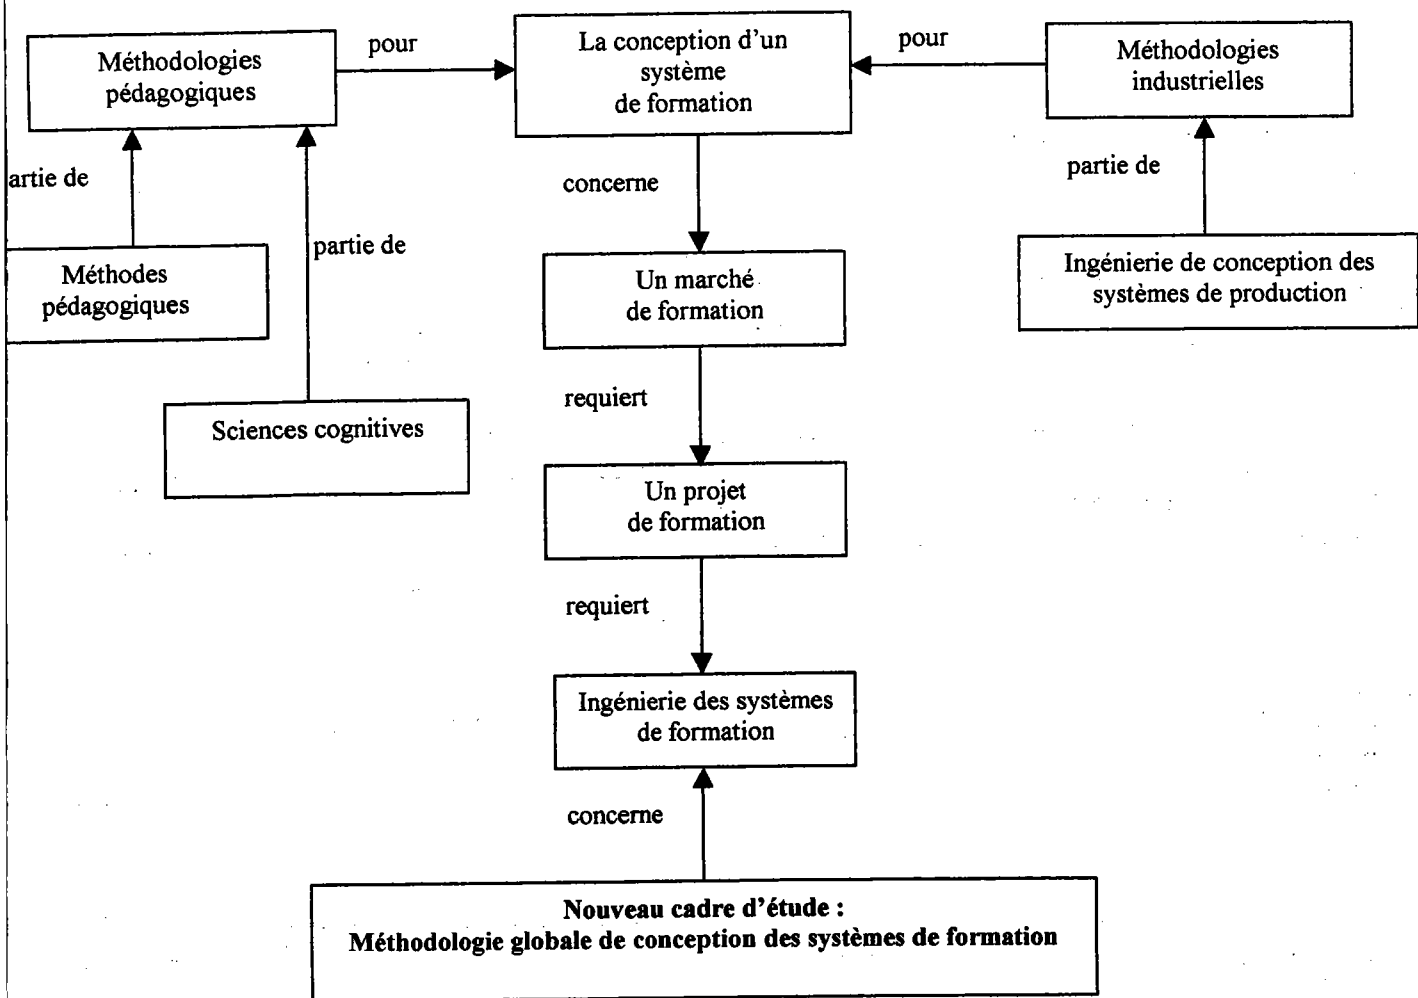 Méthodologies
pédagogiques
pour
La conception d'un
système
de formation
pour
Méthodologies
industrielles
artie de
partie de
concerne
partie de
Méthodes
pédagogiques
Un marché
de formation
Ingénierie de conception des
systèmes de production
requiert
Sciences cognitives
Un projet
de formation
requiert
Ingénierie des systèmes
de formation
concerne
Nouveau cadre d'étude :
Méthodologie globale de conception des systèmes de formation